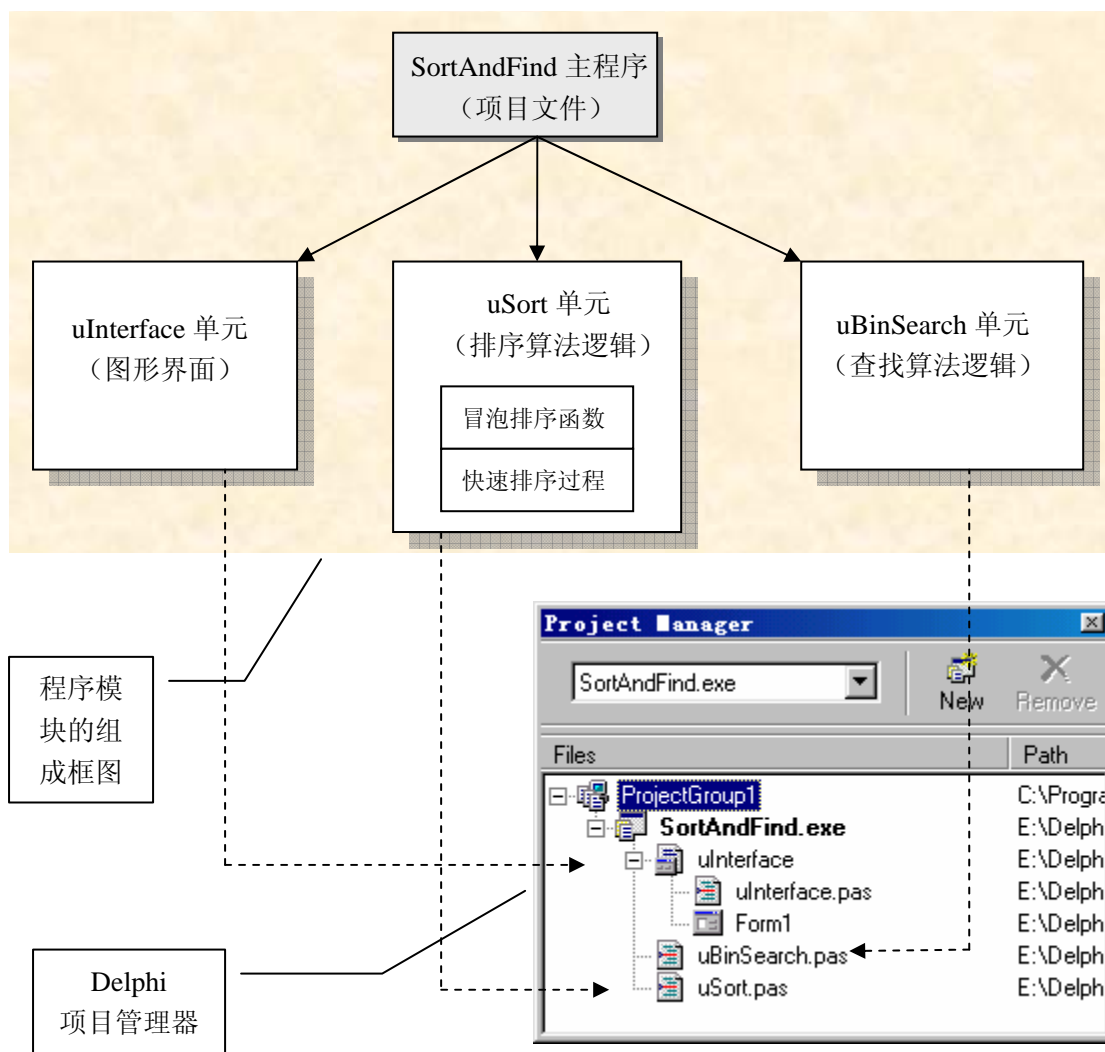 SortAndFind 主程序
（项目文件）
uInterface 单元
（图形界面）
uSort 单元
（排序算法逻辑）
冒泡排序函数
快速排序过程
uBinSearch 单元
（查找算法逻辑）
程序模
块的组
成框图
Delphi
项目管理器
Project Manager
SortAndFind.exe
New
Remove
Files
Path
ProjectGroup1
C:\Progra
SortAndFind.exe
E:\Delph
uInterface
E:\Delph
uInterface.pas
E:\Delph
Form1
E:\Delph
uBinSearch.pas
E:\Delph
uSort.pas
E:\Delph